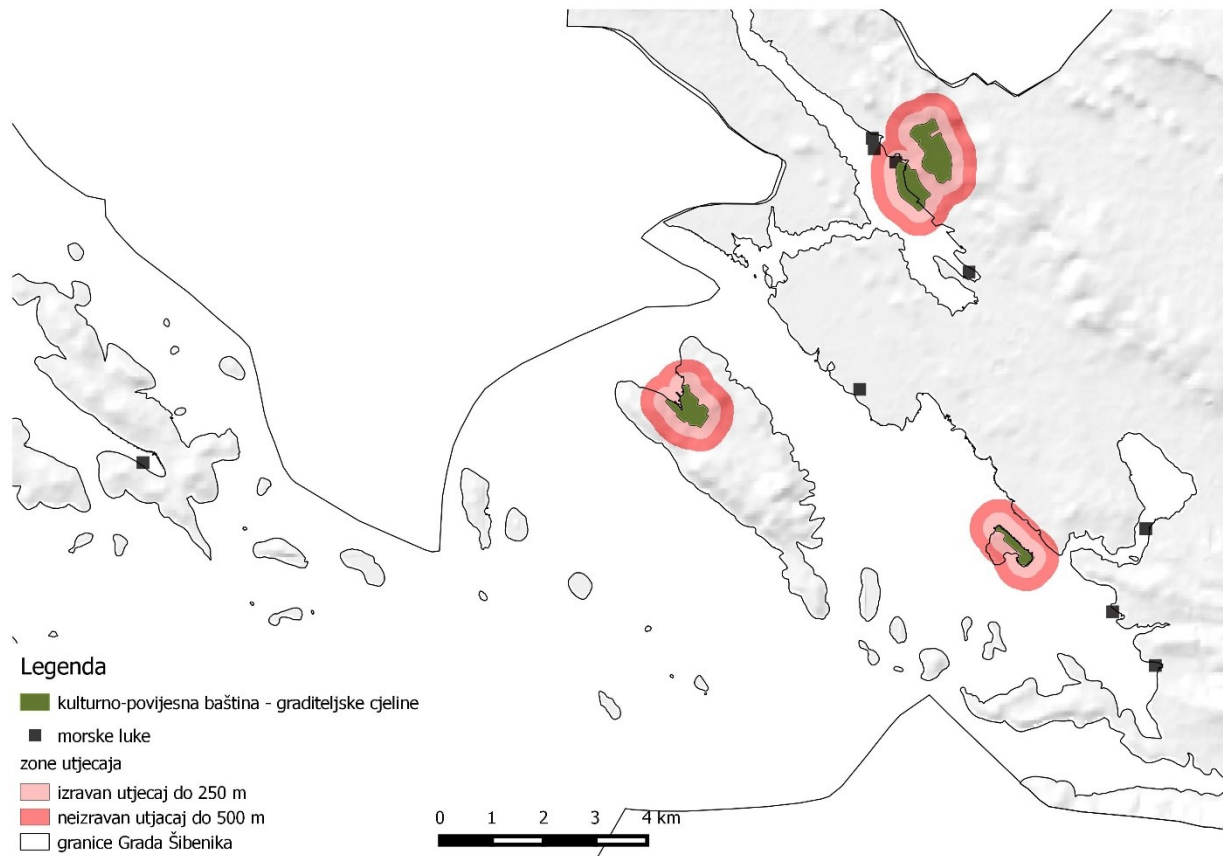 Legenda
kulturno-povijesna baština - graditeljske cjeline
morske luke
zone utjecaja
izravan utjecaj do 250 m
neizravan utjacaj do 500 m
granice Grada Šibenika
0 1 2 3 4 km